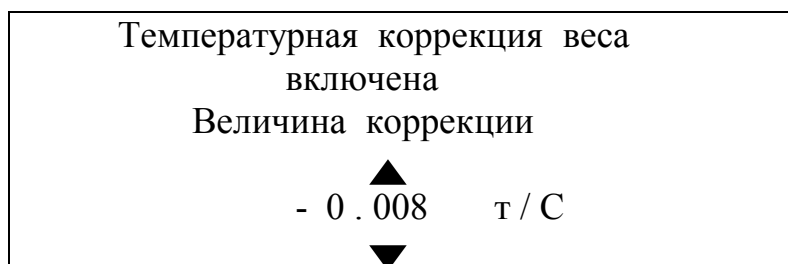 Температурная коррекция веса
включена
Величина коррекции
- 0 . 008 т / С